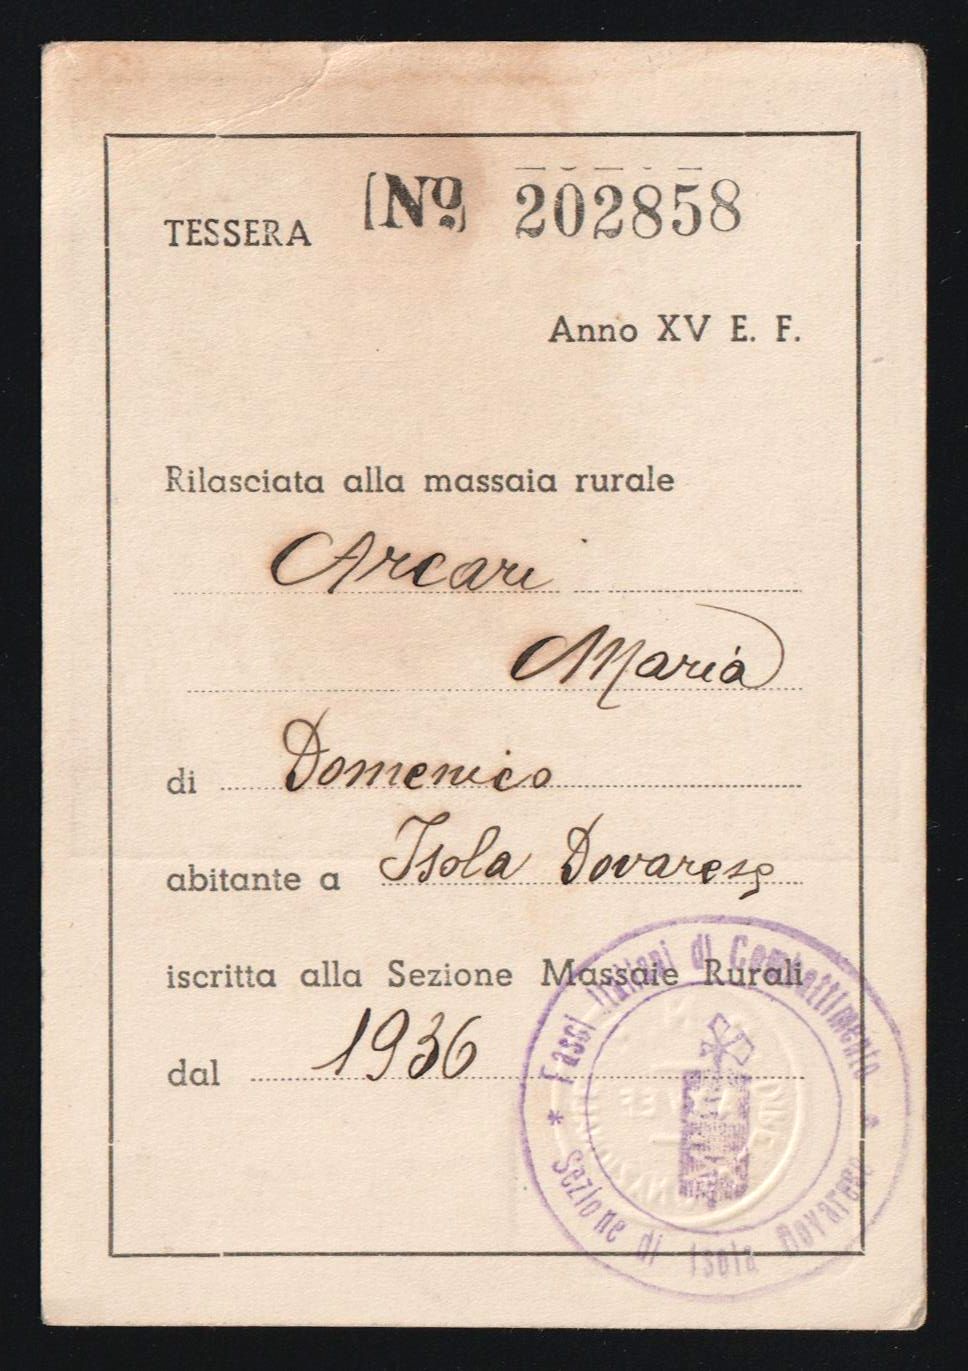 TESSERA No. 202858
Anno XV E. F.
Rilasciata alla massaia rurale
Arcari
Maria
di Domenico
abitante a Isola Dovarese
iscritta alla Sezione Massaie Rurali
dal 1936
* Fasci Italiani di Combattimento *
Sezione di Isola Dovarese